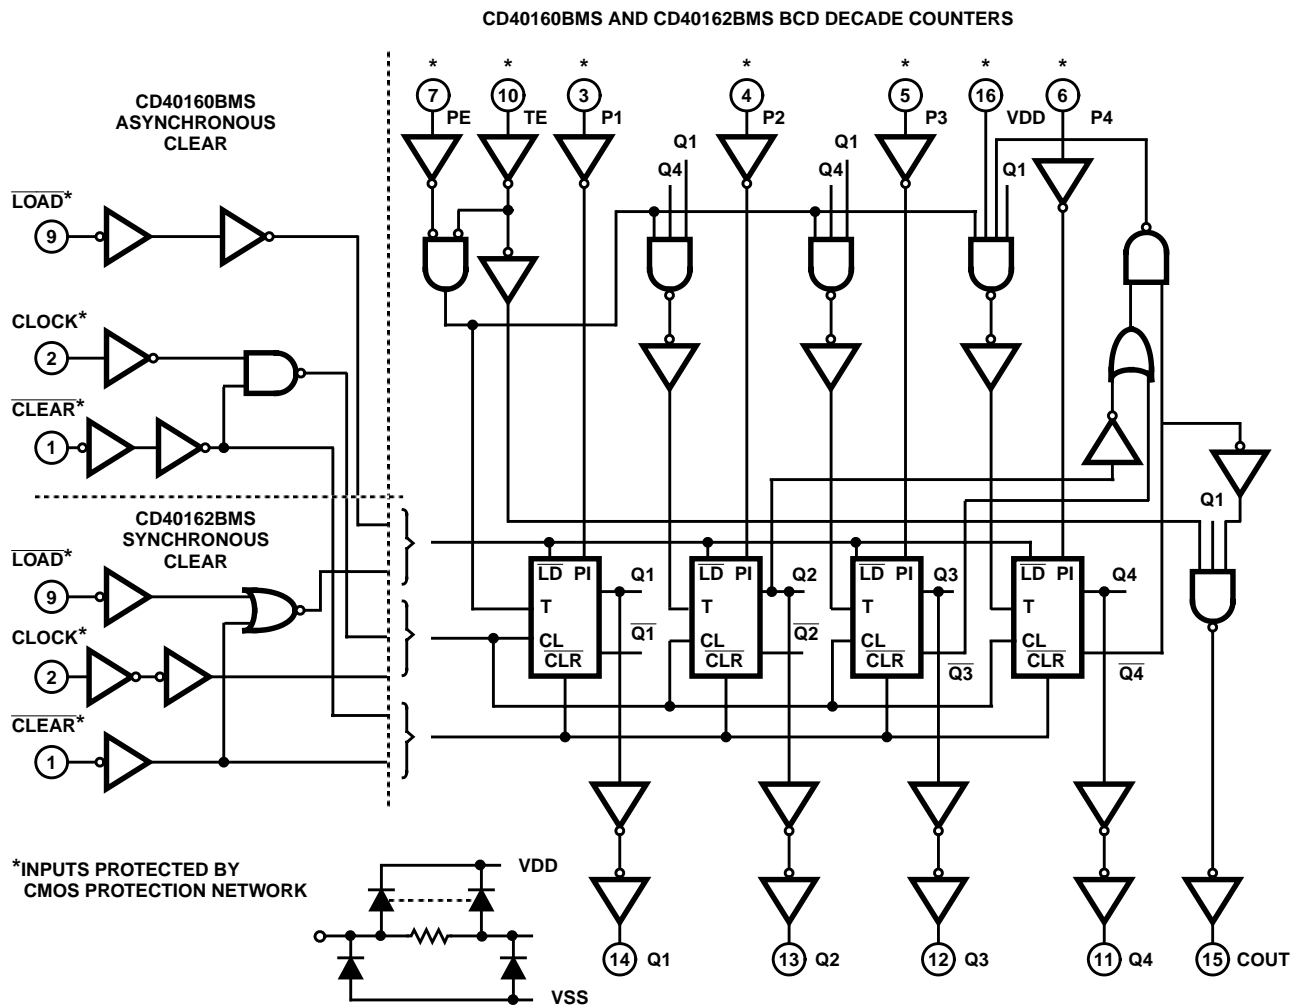 CD40160BMS AND CD40162BMS BCD DECADE COUNTERS
CD40160BMS
ASYNCHRONOUS
CLEAR
* * * * * * *
7 10 3 4 5 16 6
PE TE P1 P2 P3 VDD P4
Q1 Q1
Q4 Q4 Q1
LOAD*
9
CLOCK*
2
CLEAR*
1
CD40162BMS
SYNCHRONOUS
CLEAR
LOAD*
9
CLOCK*
2
CLEAR*
1
Q1
LD PI Q1 LD PI Q2 LD PI Q3 LD PI Q4
T T T T
CL Q1 CL Q2 CL CL
CLR CLR CLR Q3 CLR Q4
*INPUTS PROTECTED BY
CMOS PROTECTION NETWORK
VDD
VSS
14 Q1 13 Q2 12 Q3 11 Q4 15 COUT